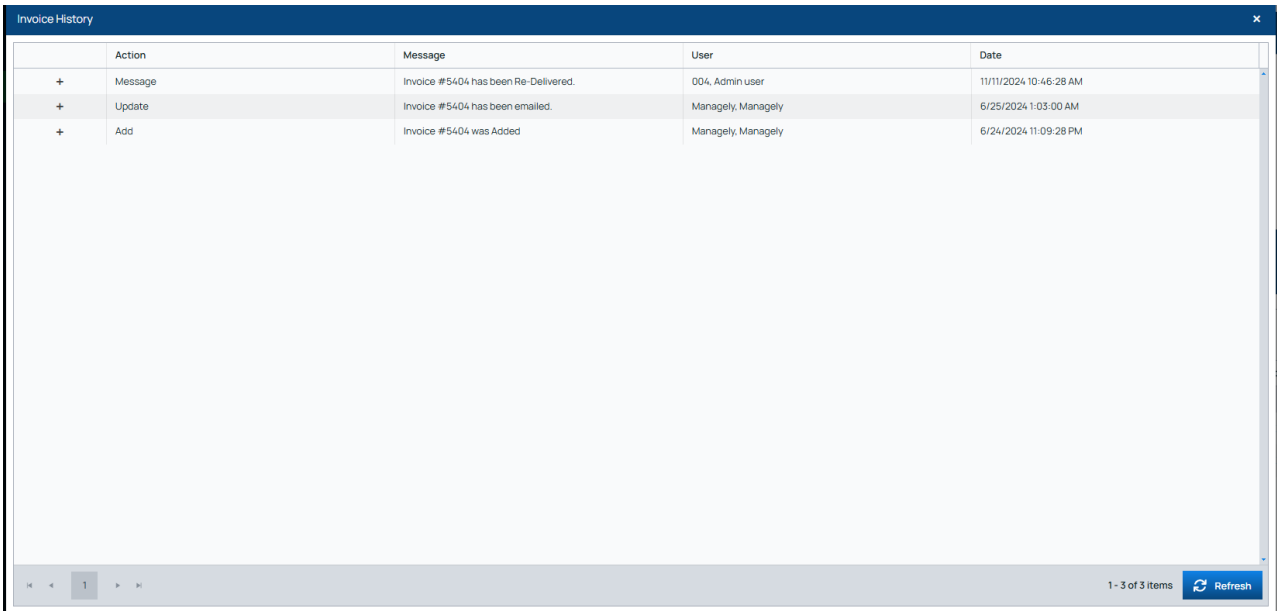 Invoice History
Action Message User Date
+ Message Invoice #5404 has been Re-Delivered. 004, Admin user 11/11/2024 10:46:28 AM
+ Update Invoice #5404 has been emailed. Managely, Managely 6/25/2024 1:03:00 AM
+ Add Invoice #5404 was Added Managely, Managely 6/24/2024 11:09:28 PM
1 1 - 3 of 3 items Refresh